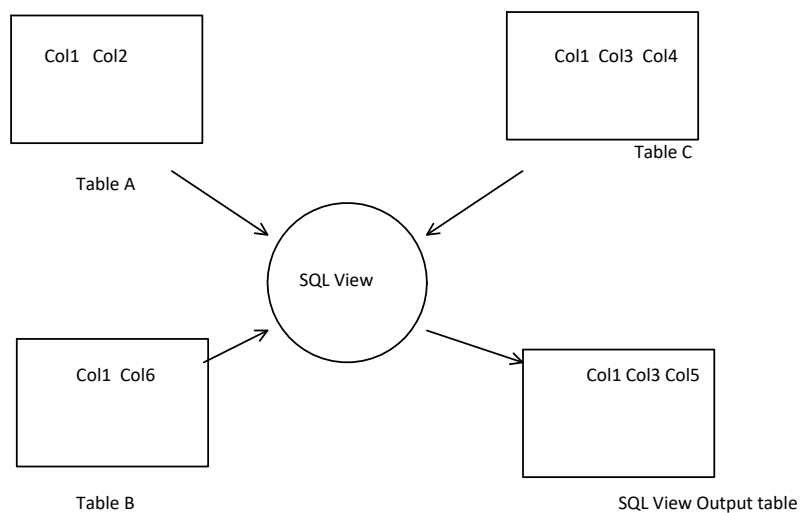 Col1 Col2
Table A
Col1 Col3 Col4
Table C
SQL View
Col1 Col6
Table B
Col1 Col3 Col5
SQL View Output table